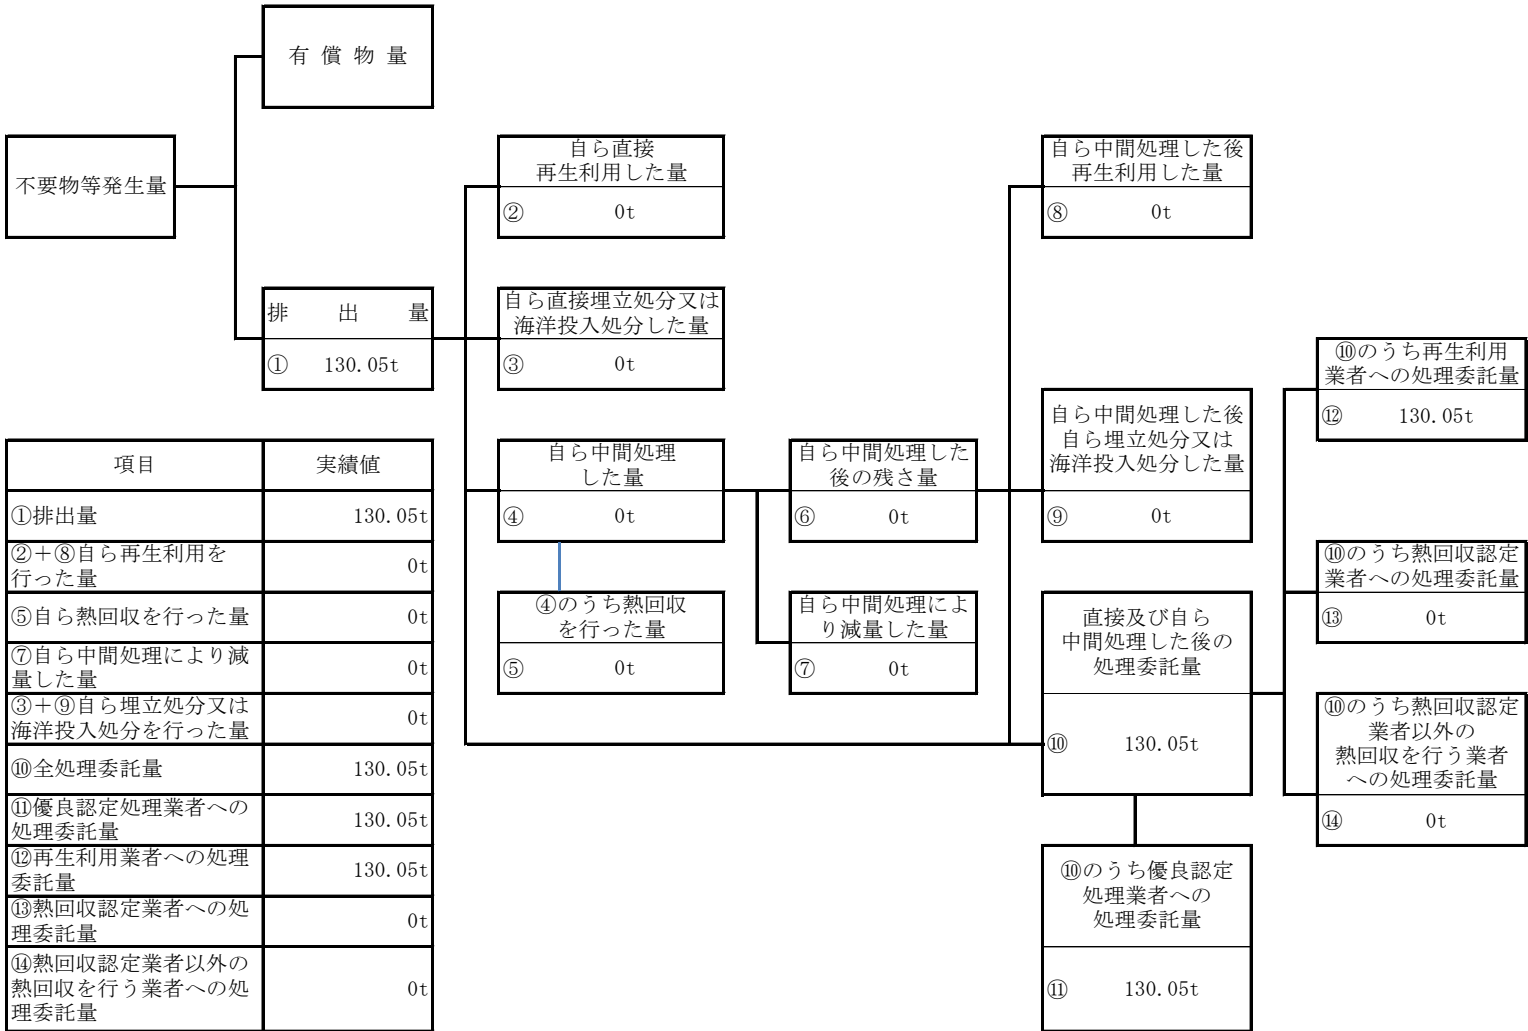 有 償 物 量
不要物等発生量
排 出 量
① 130.05t
自ら直接
再生利用した量
② 0t
自ら直接埋立処分又は
海洋投入処分した量
③ 0t
自ら中間処理
した量
④ 0t
④のうち熱回収
を行った量
⑤ 0t
自ら中間処理した
後の残さ量
⑥ 0t
自ら中間処理によ
り減量した量
⑦ 0t
自ら中間処理した後
再生利用した量
⑧ 0t
自ら中間処理した後
自ら埋立処分又は
海洋投入処分した量
⑨ 0t
直接及び自ら
中間処理した後の
処理委託量
⑩ 130.05t
⑩のうち優良認定
処理業者への
処理委託量
⑪ 130.05t
⑩のうち再生利用
業者への処理委託量
⑫ 130.05t
⑩のうち熱回収認定
業者への処理委託量
⑬ 0t
⑩のうち熱回収認定
業者以外の
熱回収を行う業者
への処理委託量
⑭ 0t
項目 実績値
①排出量 130.05t
②＋⑧自ら再生利用を
行った量 0t
⑤自ら熱回収を行った量 0t
⑦自ら中間処理により減
量した量 0t
③＋⑨自ら埋立処分又は
海洋投入処分を行った量 0t
⑩全処理委託量 130.05t
⑪優良認定処理業者への
処理委託量 130.05t
⑫再生利用業者への処理
委託量 130.05t
⑬熱回収認定業者への処
理委託量 0t
⑭熱回収認定業者以外の
熱回収を行う業者への処
理委託量 0t